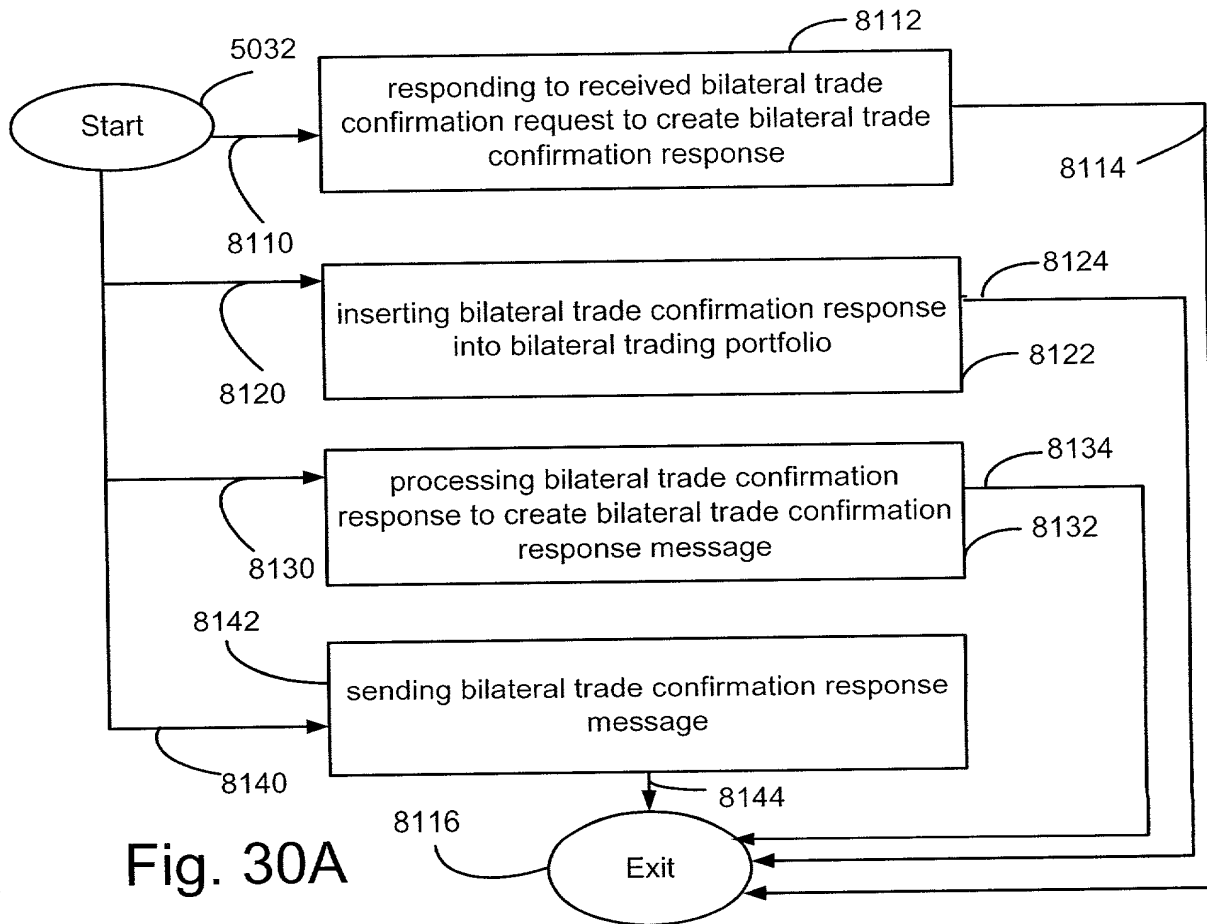 8112
5032
responding to received bilateral trade
confirmation request to create bilateral trade
confirmation response
Start
8114
8110
8124
inserting bilateral trade confirmation response
into bilateral trading portfolio
8122
8120
8134
processing bilateral trade confirmation
response to create bilateral trade confirmation
response message
8132
8130
8142
sending bilateral trade confirmation response
message
8140
8144
8116
Exit
Fig. 30A